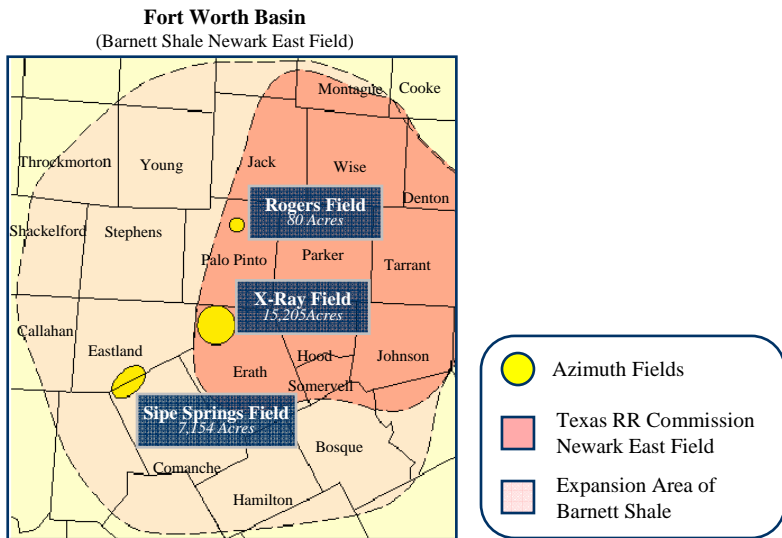 Fort Worth Basin
(Barnett Shale Newark East Field)
Montague
Cooke
Throckmorton
Young
Jack
Wise
Denton
Rogers Field
80 Acres
Shackelford
Stephens
Palo Pinto
Parker
Tarrant
X-Ray Field
15,205Acres
Callahan
Eastland
Erath
Hood
Johnson
Somervell
Sipe Springs Field
7,154 Acres
Bosque
Comanche
Hamilton
Azimuth Fields
Texas RR Commission
Newark East Field
Expansion Area of
Barnett Shale